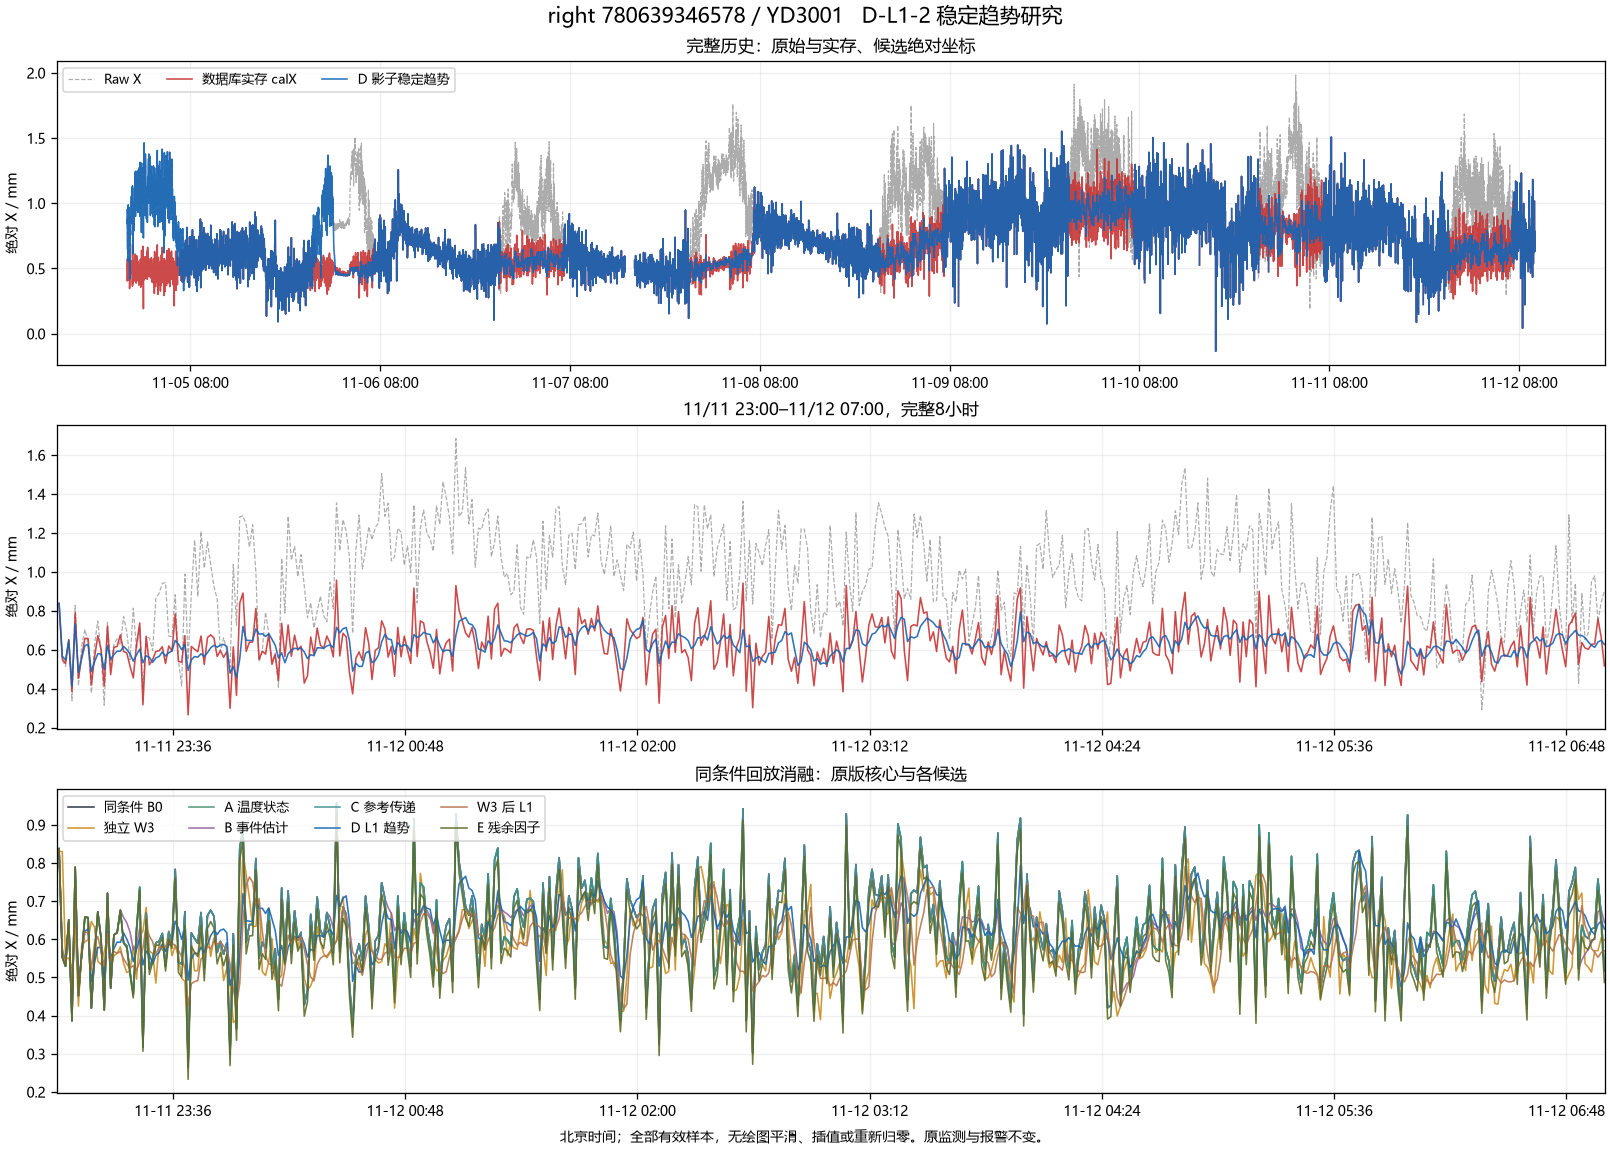 right 780639346578 / YD3001   D-L1-2 稳定趋势研究
完整历史：原始与实存、候选绝对坐标
Raw X
数据库实存 calX
D 影子稳定趋势
绝对 X / mm
2.0
1.5
1.0
0.5
0.0
11-05 08:00
11-06 08:00
11-07 08:00
11-08 08:00
11-09 08:00
11-10 08:00
11-11 08:00
11-12 08:00
11/11 23:00–11/12 07:00，完整8小时
绝对 X / mm
1.6
1.4
1.2
1.0
0.8
0.6
0.4
0.2
11-11 23:36
11-12 00:48
11-12 02:00
11-12 03:12
11-12 04:24
11-12 05:36
11-12 06:48
同条件回放消融：原版核心与各候选
同条件 B0
A 温度状态
C 参考传递
W3 后 L1
独立 W3
B 事件估计
D L1 趋势
E 残余因子
绝对 X / mm
0.9
0.8
0.7
0.6
0.5
0.4
0.3
0.2
11-11 23:36
11-12 00:48
11-12 02:00
11-12 03:12
11-12 04:24
11-12 05:36
11-12 06:48
北京时间；全部有效样本，无绘图平滑、插值或重新归零。原监测与报警不变。